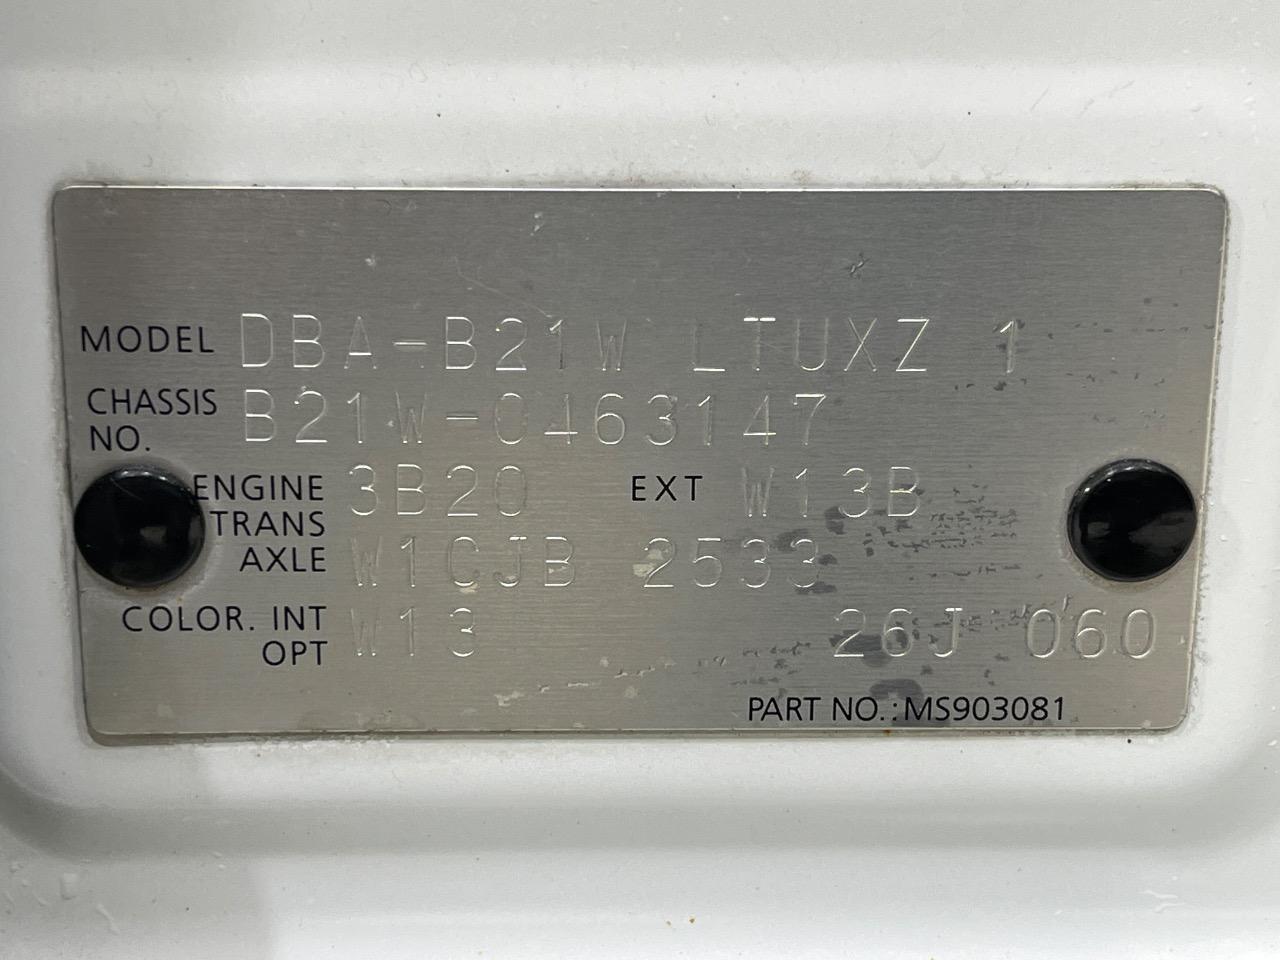 MODEL DBA-B21W LTUXZ 1
CHASSIS NO. B21W-0463147
ENGINE 3B20 EXT W13B
TRANS AXLE W1CJB 2533
COLOR. INT OPT W13 26J 060
PART NO.: MS903081